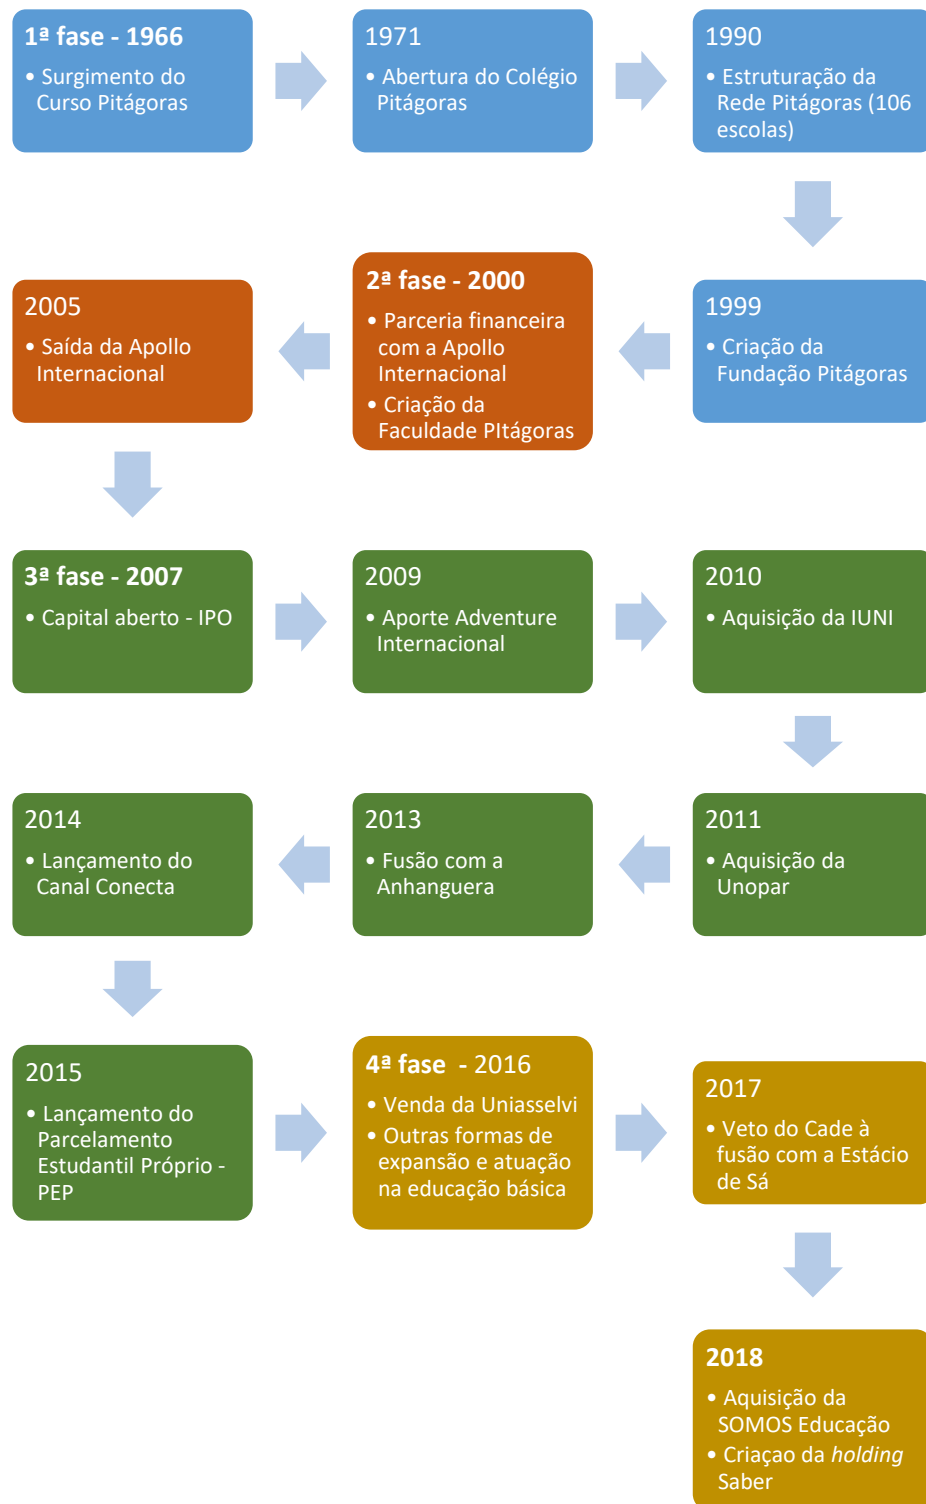 1ª fase - 1966
• Surgimento do
Curso Pitágoras
1971
• Abertura do Colégio
Pitágoras
1990
• Estruturação da
Rede Pitágoras (106
escolas)
1999
• Criação da
Fundação Pitágoras
2ª fase - 2000
• Parceria financeira
com a Apollo
Internacional
• Criação da
Faculdade PItágoras
2005
• Saída da Apollo
Internacional
3ª fase - 2007
• Capital aberto - IPO
2009
• Aporte Adventure
Internacional
2010
• Aquisição da IUNI
2011
• Aquisição da
Unopar
2013
• Fusão com a
Anhanguera
2014
• Lançamento do
Canal Conecta
2015
• Lançamento do
Parcelamento
Estudantil Próprio -
PEP
4ª fase - 2016
• Venda da Uniasselvi
• Outras formas de
expansão e atuação
na educação básica
2017
• Veto do Cade à
fusão com a Estácio
de Sá
2018
• Aquisição da
SOMOS Educação
• Criaçao da holding
Saber